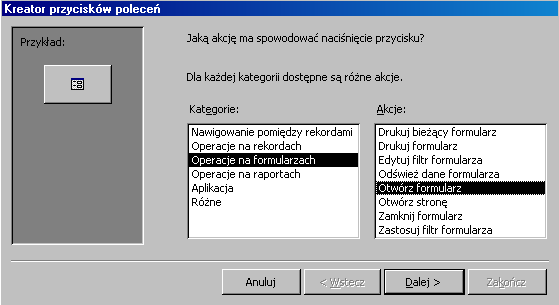 Kreator przycisków poleceń
Przykład:
Jaką akcję ma spowodować naciśnięcie przycisku?
Dla każdej kategorii dostępne są różne akcje.
Kategorie:
Nawigowanie pomiędzy rekordami
Operacje na rekordach
Operacje na formularzach
Operacje na raportach
Aplikacja
Różne
Akcje:
Drukuj bieżący formularz
Drukuj formularz
Edytuj filtr formularza
Odśwież dane formularza
Otwórz formularz
Otwórz stronę
Zamknij formularz
Zastosuj filtr formularza
Anuluj
< Wstecz
Dalej >
Zakończ